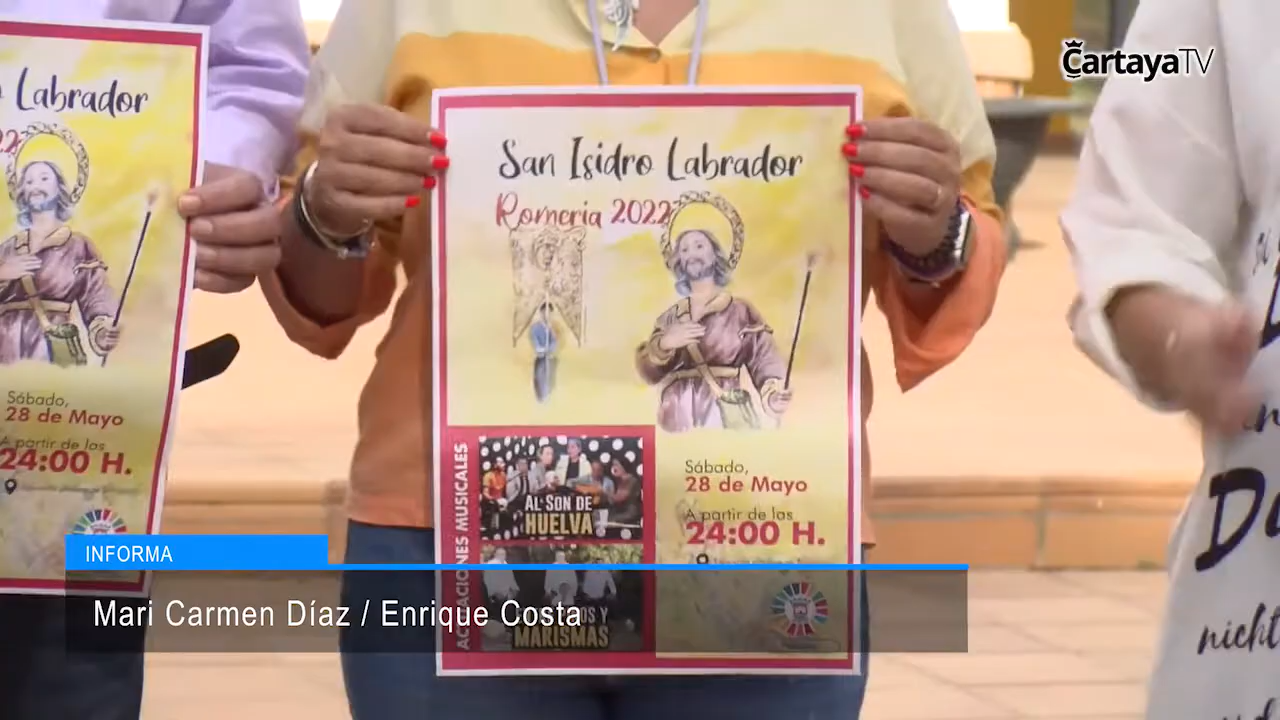 CartayaTV
o Labrador
Sábado,
28 de Mayo
A partir de las
24:00 H.
San Isidro Labrador
Romeria 2022
ACTUACIONES MUSICALES
AL SON DE
HUELVA
Y
MARISMAS
Sábado,
28 de Mayo
A partir de las
24:00 H.
nicht
INFORMA
Mari Carmen Díaz / Enrique Costa